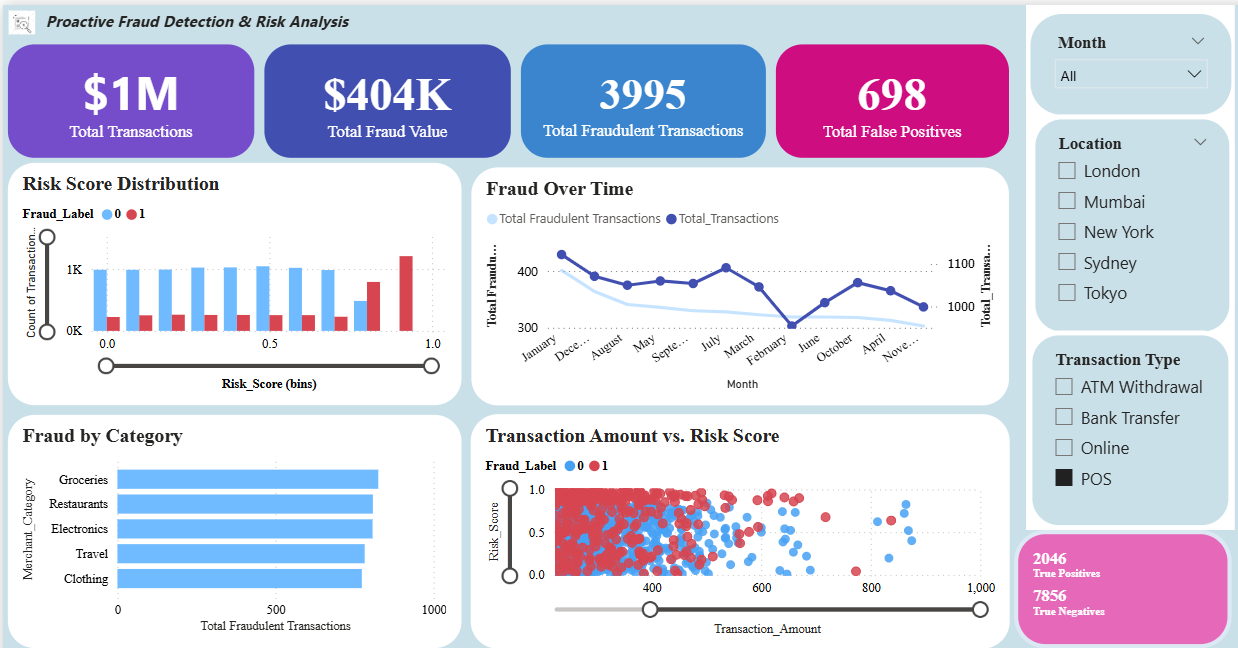 Proactive Fraud Detection & Risk Analysis
$1M
Total Transactions
$404K
Total Fraud Value
3995
Total Fraudulent Transactions
698
Total False Positives
Month
All
Location
London
Mumbai
New York
Sydney
Tokyo
Transaction Type
ATM Withdrawal
Bank Transfer
Online
POS
2046
True Positives
7856
True Negatives
Risk Score Distribution
Fraud_Label 0 1
Count of Transaction...
1K
0K
0.0 0.5 1.0
Risk_Score (bins)
Fraud Over Time
Total Fraudulent Transactions Total_Transactions
Total Fraudu...
400
300
1100
1000
Total_Transa...
January Dece... August May Septe... July March February June October April Nove...
Month
Fraud by Category
Merchant_Category
Groceries
Restaurants
Electronics
Travel
Clothing
0 500 1000
Total Fraudulent Transactions
Transaction Amount vs. Risk Score
Fraud_Label 0 1
Risk_Score
1.0
0.5
0.0
400 600 800 1,000
Transaction_Amount